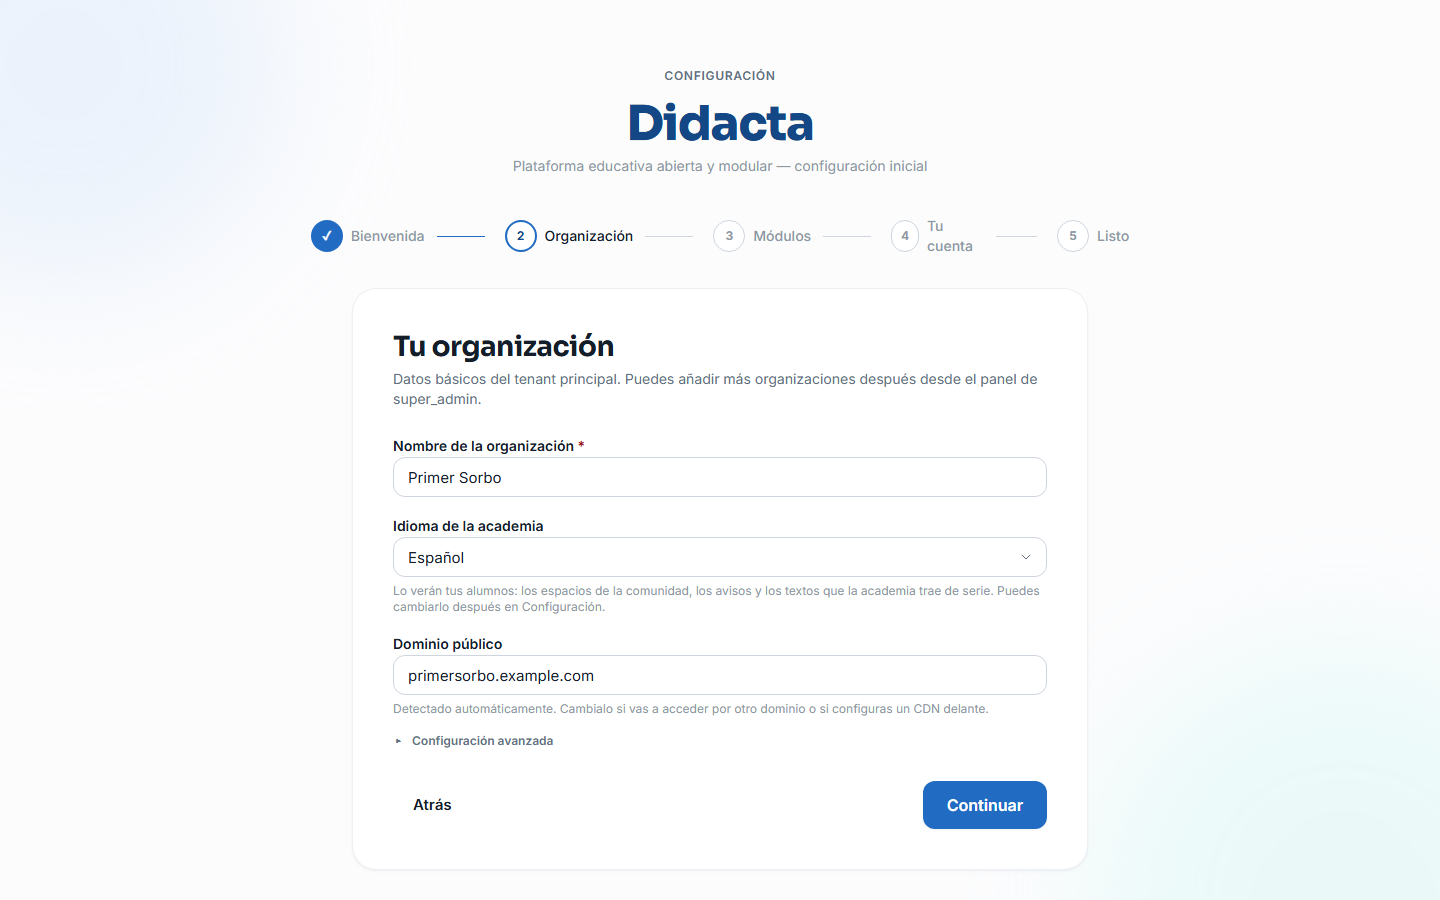 CONFIGURACIÓN
Didacta
Plataforma educativa abierta y modular — configuración inicial
✓ Bienvenida
2 Organización
3 Módulos
4 Tu cuenta
5 Listo
Tu organización
Datos básicos del tenant principal. Puedes añadir más organizaciones después desde el panel de
super_admin.
Nombre de la organización *
Primer Sorbo
Idioma de la academia
Español
Lo verán tus alumnos: los espacios de la comunidad, los avisos y los textos que la academia trae de serie. Puedes
cambiarlo después en Configuración.
Dominio público
primersorbo.example.com
Detectado automáticamente. Cambialo si vas a acceder por otro dominio o si configuras un CDN delante.
Configuración avanzada
Atrás
Continuar